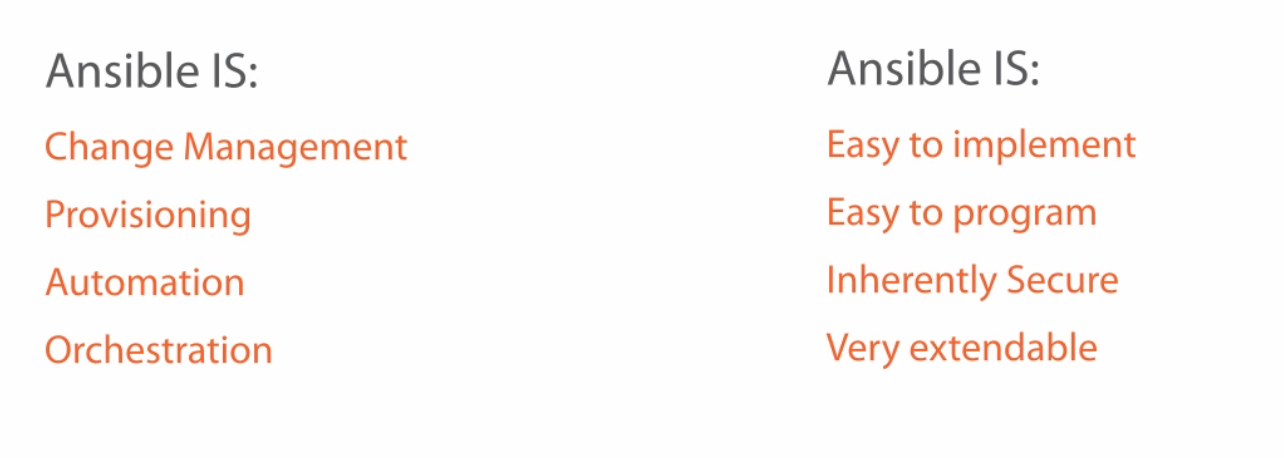 Ansible IS:
Change Management
Provisioning
Automation
Orchestration
Ansible IS:
Easy to implement
Easy to program
Inherently Secure
Very extendable